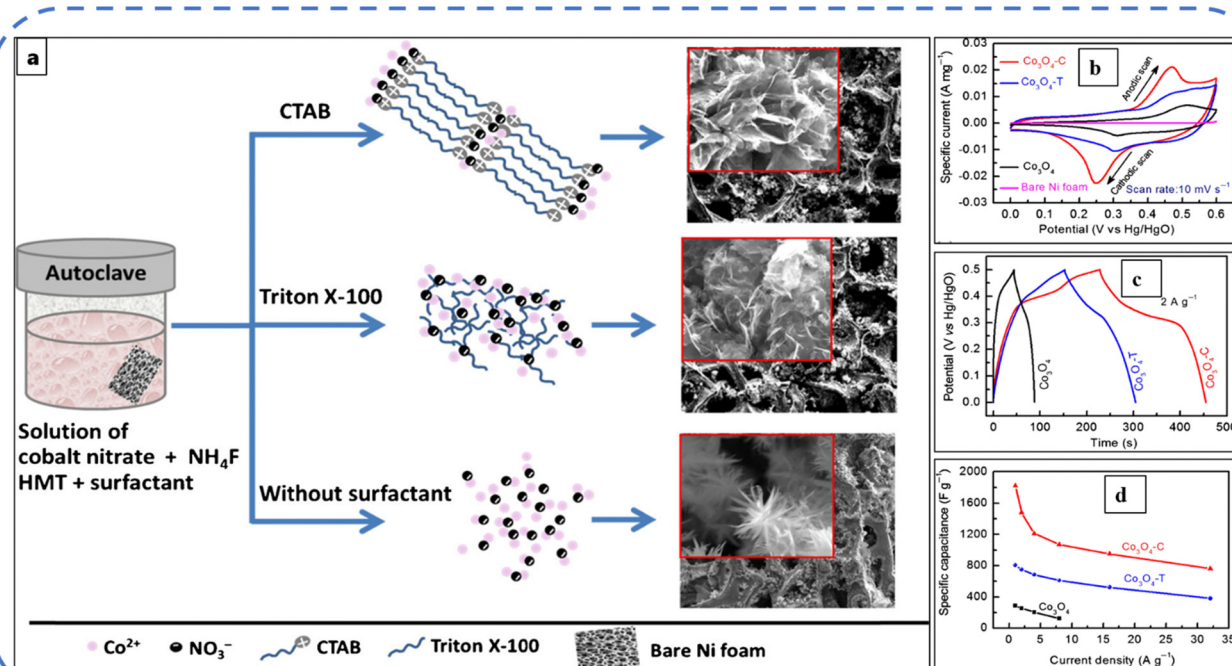 a
CTAB
Autoclave
Triton X-100
Solution of
cobalt nitrate + NH₄F
HMT + surfactant
Without surfactant
Co²⁺
NO₃⁻
CTAB
Triton X-100
Bare Ni foam
b
Specific current (A mg⁻¹)
0.03
0.02
0.01
0.00
-0.01
-0.02
-0.03
Co₃O₄-C
Co₃O₄-T
Anodic scan
Cathodic scan
Co₃O₄
Bare Ni foam
Scan rate:10 mV s⁻¹
0.0 0.1 0.2 0.3 0.4 0.5 0.6
Potential (V vs Hg/HgO)
c
Potential (V vs Hg/HgO)
0.5
0.4
0.3
0.2
0.1
0.0
2 A g⁻¹
Co₃O₄
Co₃O₄-T
Co₃O₄-C
0 100 200 300 400 500
Time (s)
d
Specific capacitance (F g⁻¹)
2000
1600
1200
800
400
0
Co₃O₄-C
Co₃O₄-T
Co₃O₄
0 5 10 15 20 25 30 35
Current density (A g⁻¹)